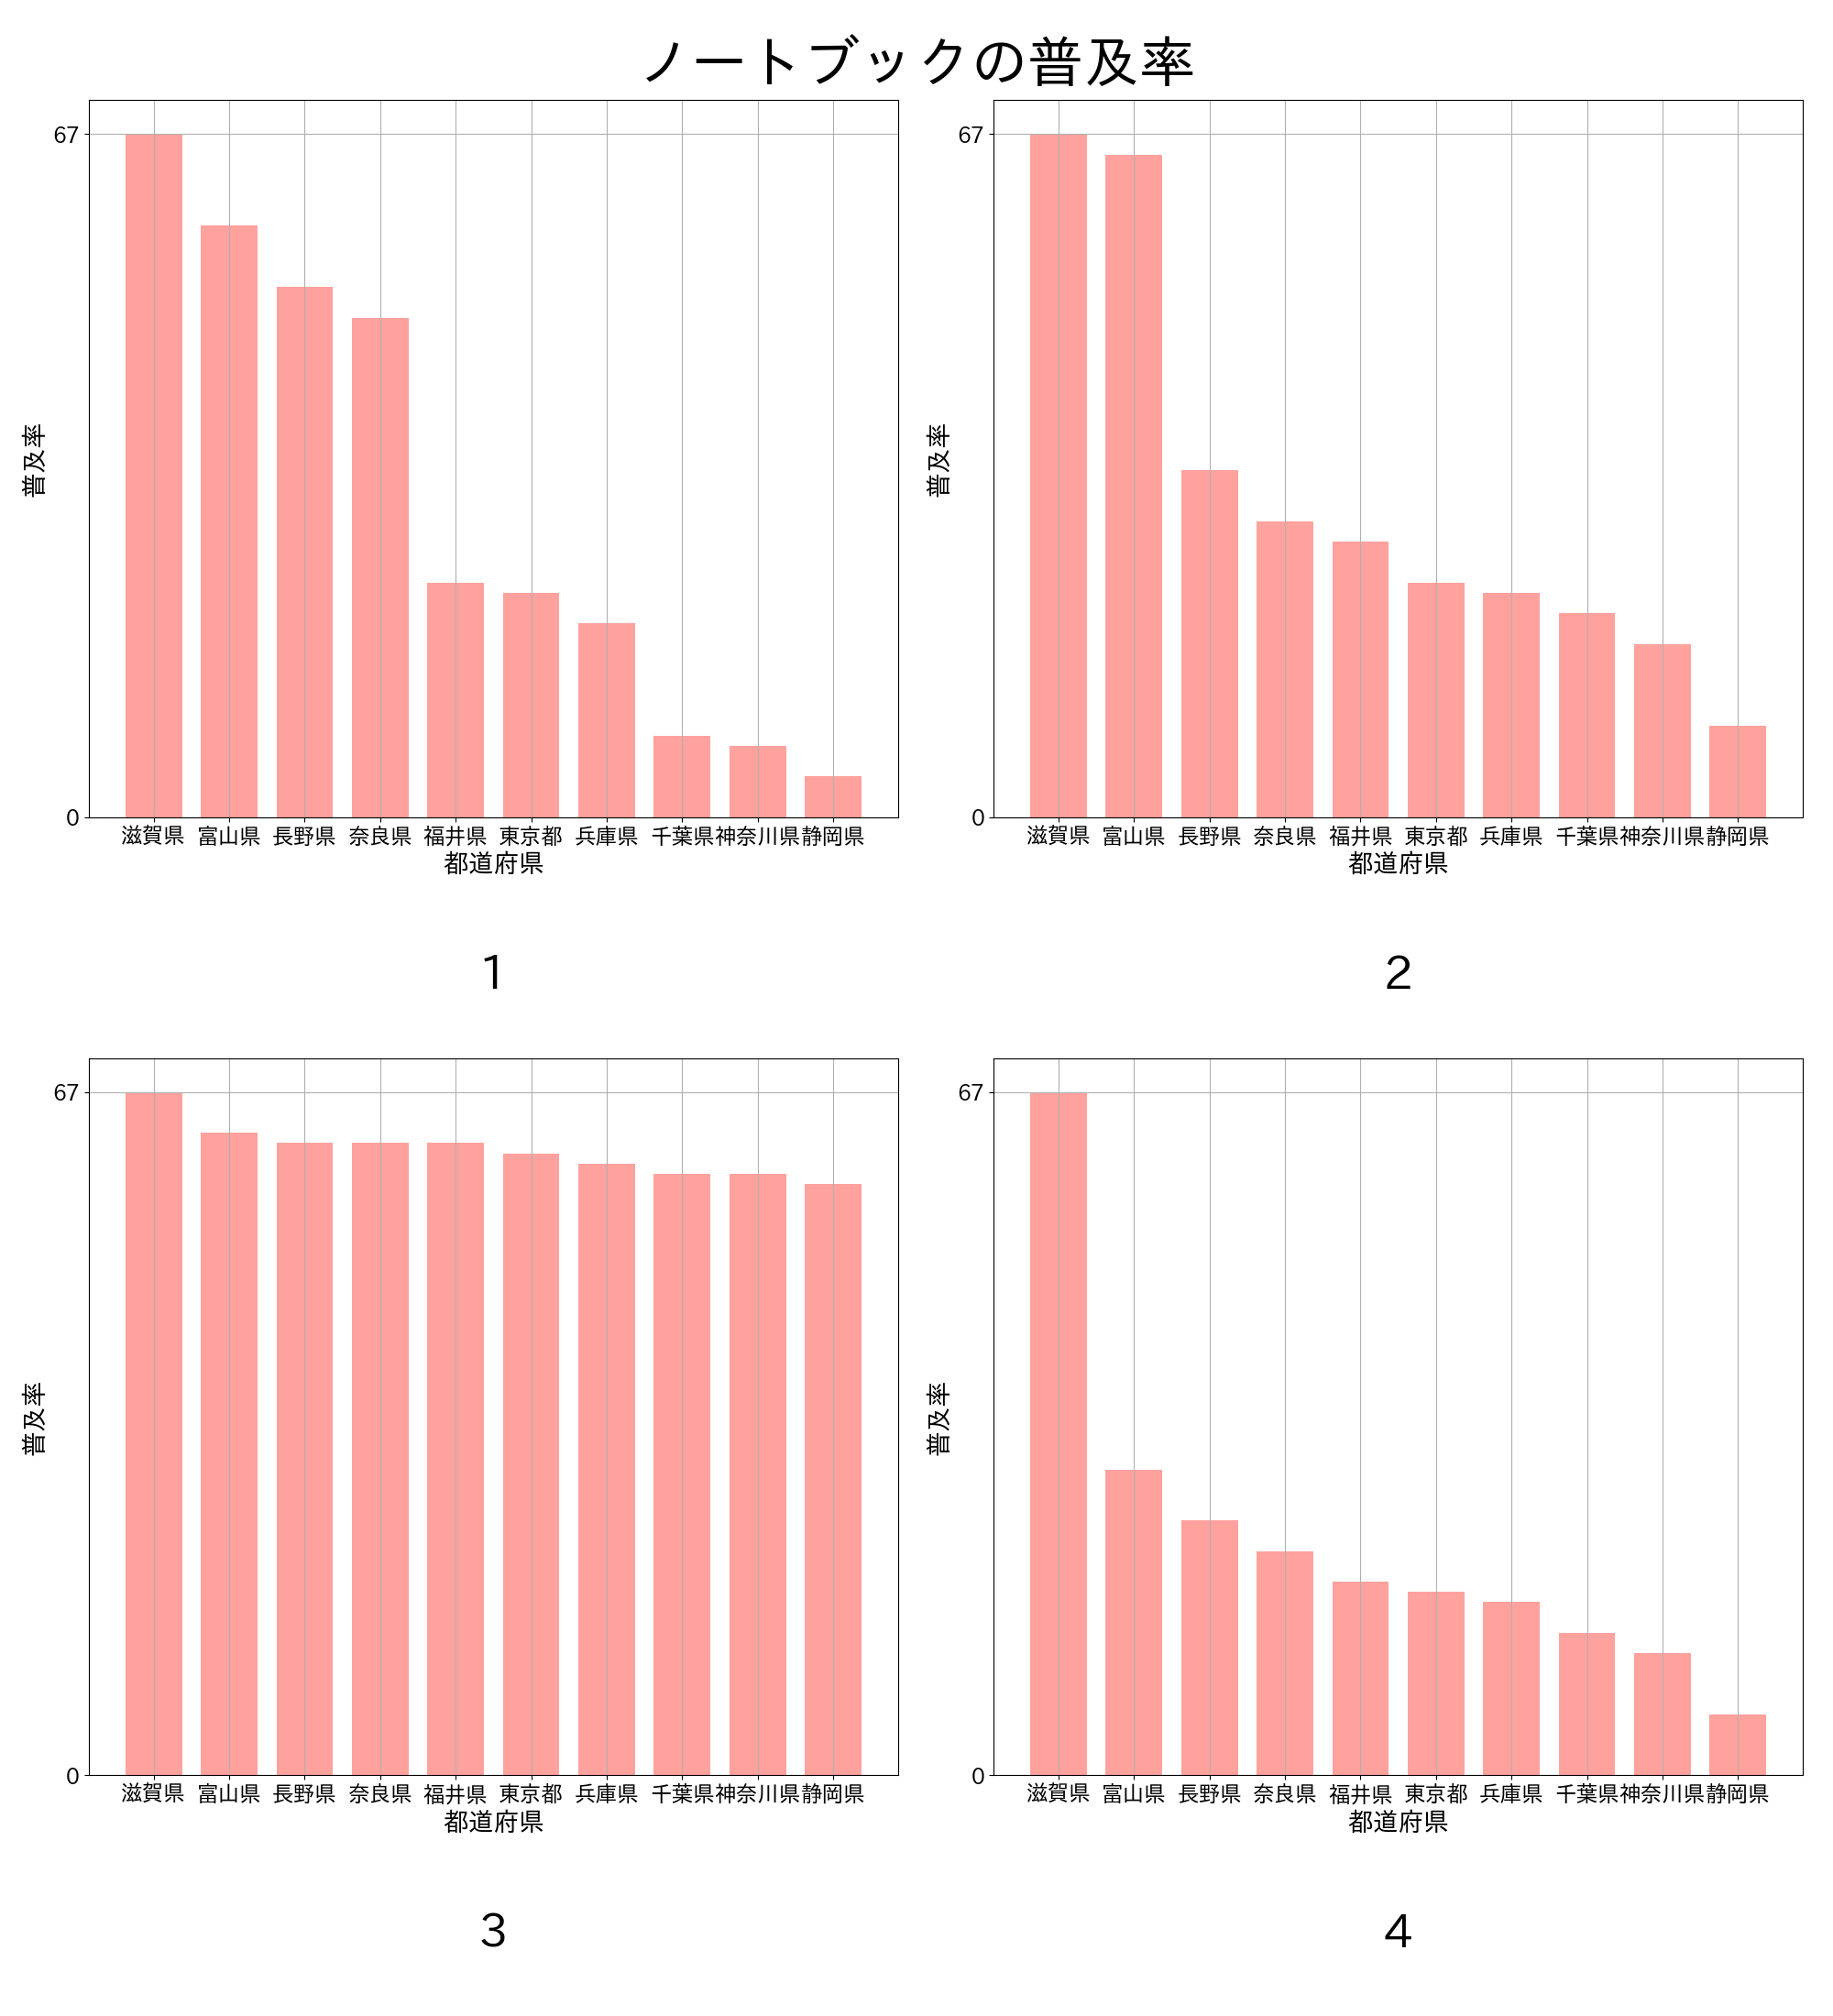 ノートブックの普及率
67
0
普及率
滋賀県 富山県 長野県 奈良県 福井県 東京都 兵庫県 千葉県 神奈川県 静岡県
都道府県
1
67
0
普及率
滋賀県 富山県 長野県 奈良県 福井県 東京都 兵庫県 千葉県 神奈川県 静岡県
都道府県
2
67
0
普及率
滋賀県 富山県 長野県 奈良県 福井県 東京都 兵庫県 千葉県 神奈川県 静岡県
都道府県
3
67
0
普及率
滋賀県 富山県 長野県 奈良県 福井県 東京都 兵庫県 千葉県 神奈川県 静岡県
都道府県
4